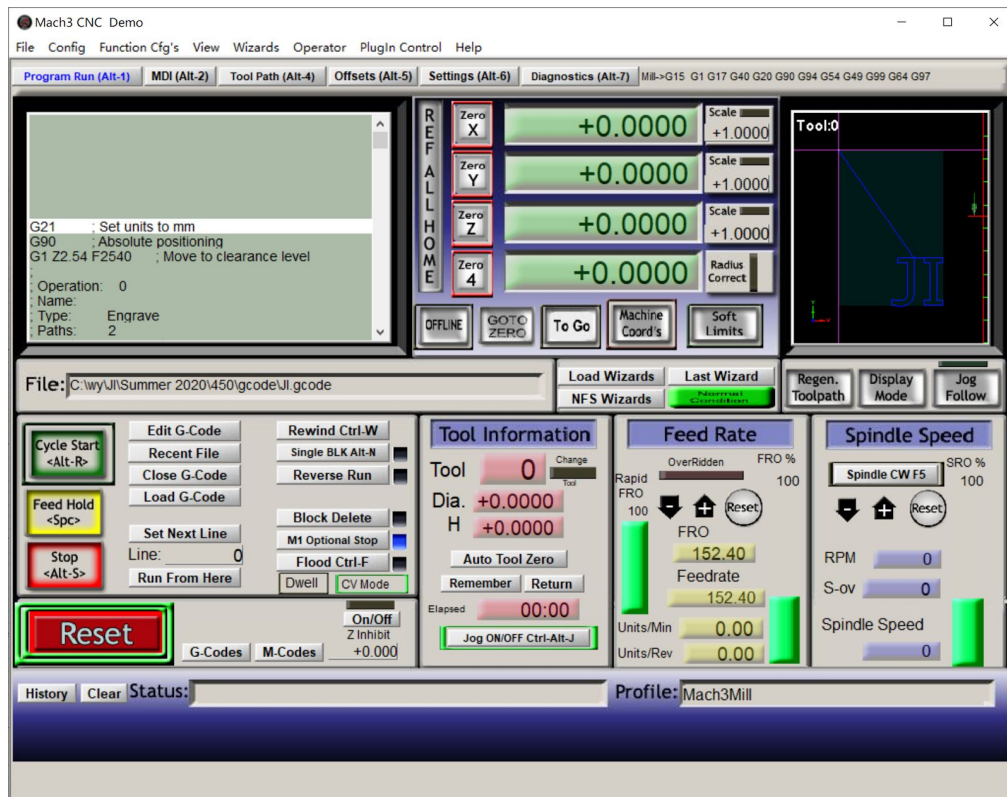 Mach3 CNC Demo
File Config Function Cfg's View Wizards Operator PlugIn Control Help
Program Run (Alt-1) MDI (Alt-2) Tool Path (Alt-4) Offsets (Alt-5) Settings (Alt-6) Diagnostics (Alt-7) Mill->G15 G1 G17 G40 G20 G90 G94 G54 G49 G99 G64 G97
G21 ; Set units to mm
G90 ; Absolute positioning
G1 Z2.54 F2540 ; Move to clearance level
;
; Operation: 0
; Name:
; Type: Engrave
; Paths: 2
REF ALL HOME
Zero X +0.0000 Scale +1.0000
Zero Y +0.0000 Scale +1.0000
Zero Z +0.0000 Scale +1.0000
Zero 4 +0.0000 Radius Correct
OFFLINE GOTO ZERO To Go Machine Coord's Soft Limits
Tool:0
JI
File: C:\wy\JI\Summer 2020\450\gcode\JI.gcode
Load Wizards Last Wizard
NFS Wizards Normal Condition
Regen. Toolpath Display Mode Jog Follow
Cycle Start <Alt-R>
Feed Hold <Spc>
Stop <Alt-S>
Edit G-Code
Recent File
Close G-Code
Load G-Code
Set Next Line
Line: 0
Run From Here
Rewind Ctrl-W
Single BLK Alt-N
Reverse Run
Block Delete
M1 Optional Stop
Flood Ctrl-F
Dwell CV Mode
Reset
G-Codes M-Codes
On/Off
Z Inhibit
+0.000
Tool Information
Tool 0 Change Tool
Dia. +0.0000
H +0.0000
Auto Tool Zero
Remember Return
Elapsed 00:00
Jog ON/OFF Ctrl-Alt-J
Feed Rate
OverRidden FRO %
100
Rapid FRO
100
Reset
FRO
152.40
Feedrate
152.40
Units/Min 0.00
Units/Rev 0.00
Spindle Speed
Spindle CW F5
SRO %
100
Reset
RPM 0
S-ov 0
Spindle Speed
0
History Clear Status:
Profile: Mach3Mill